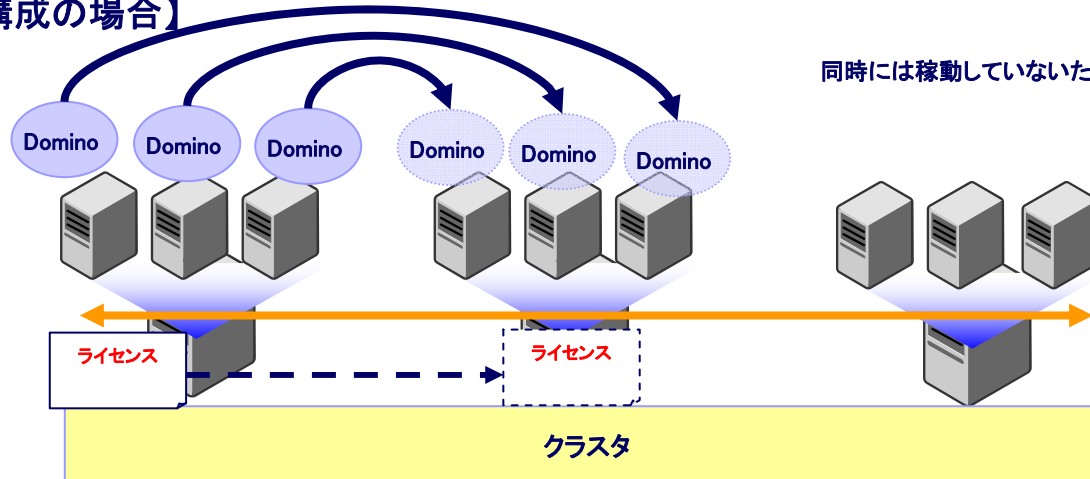 構成の場合】
同時には稼動していないた
Domino
Domino
Domino
Domino
Domino
Domino
ライセンス
ライセンス
クラスタ